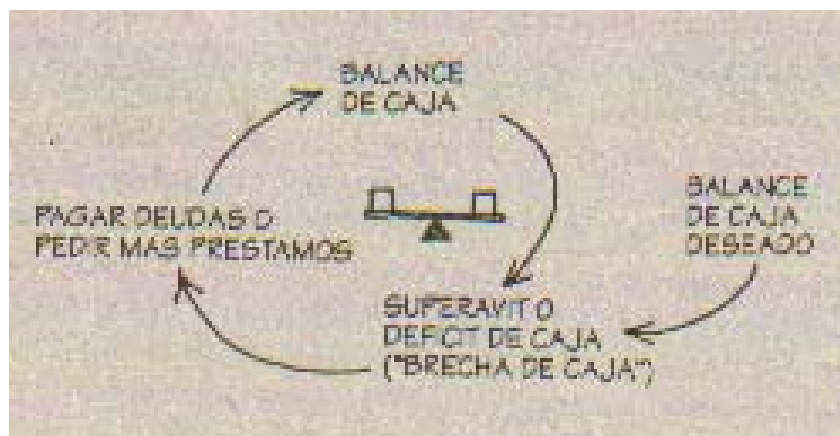 BALANCE
DE CAJA
PAGAR DEUDAS O
PEDIR MAS PRESTAMOS
BALANCE
DE CAJA
DESEADO
SUPERAVIT O
DEFICIT DE CAJA
("BRECHA DE CAJA")